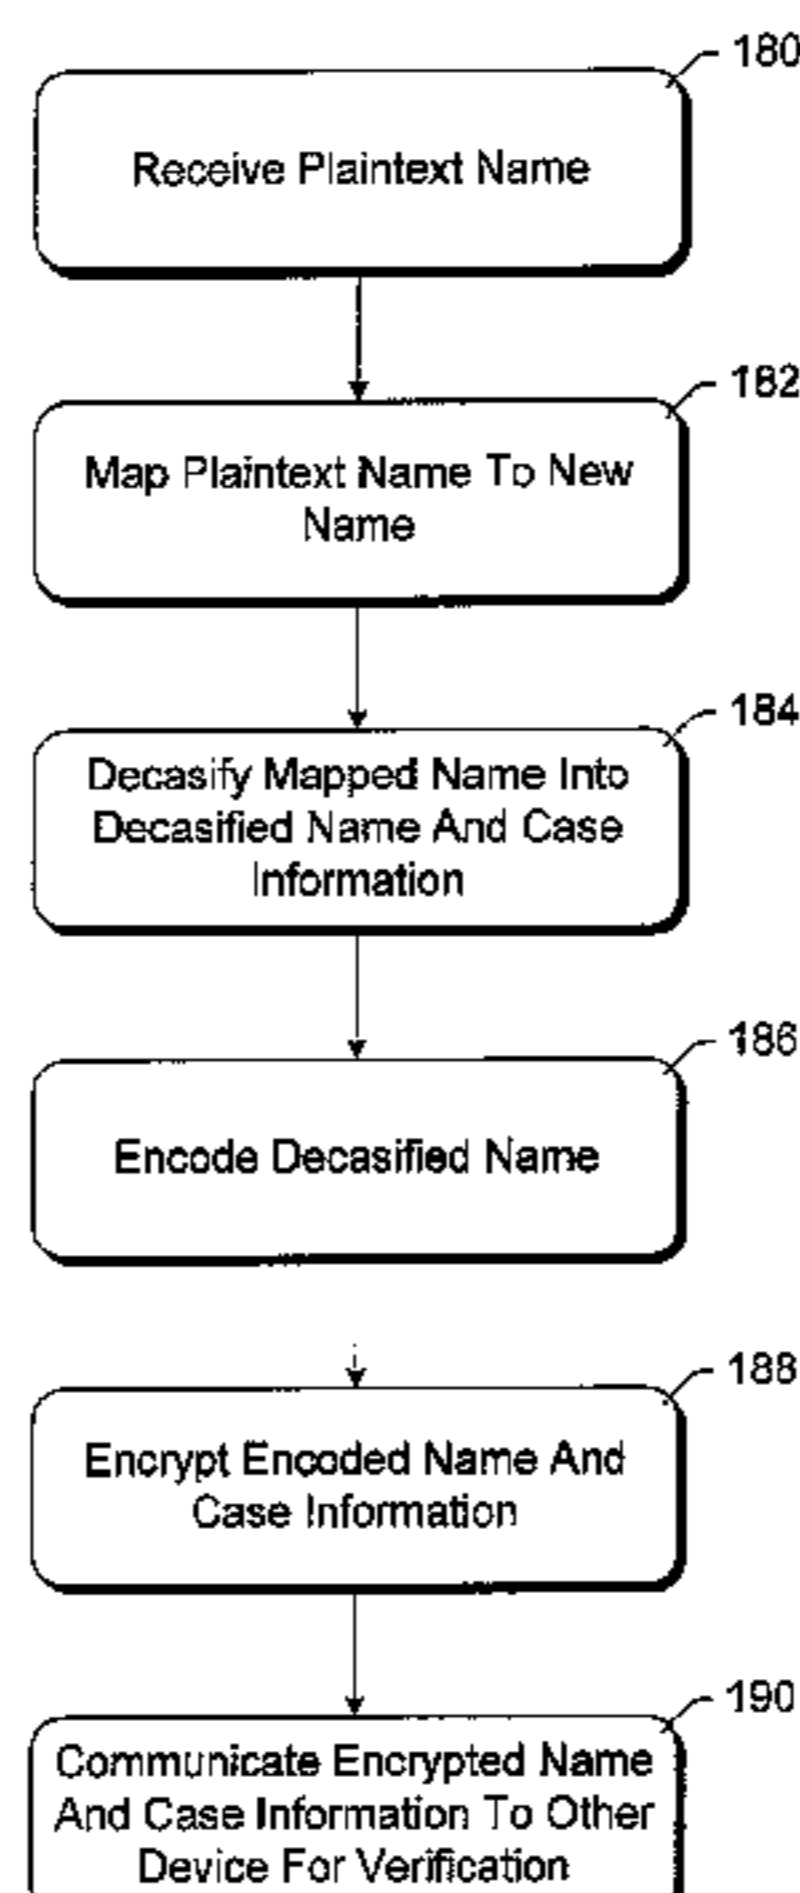 180
Receive Plaintext Name
182
Map Plaintext Name To New
Name
184
Decasify Mapped Name Into
Decasified Name And Case
Information
186
Encode Decasified Name
188
Encrypt Encoded Name And
Case Information
190
Communicate Encrypted Name
And Case Information To Other
Device For Verification